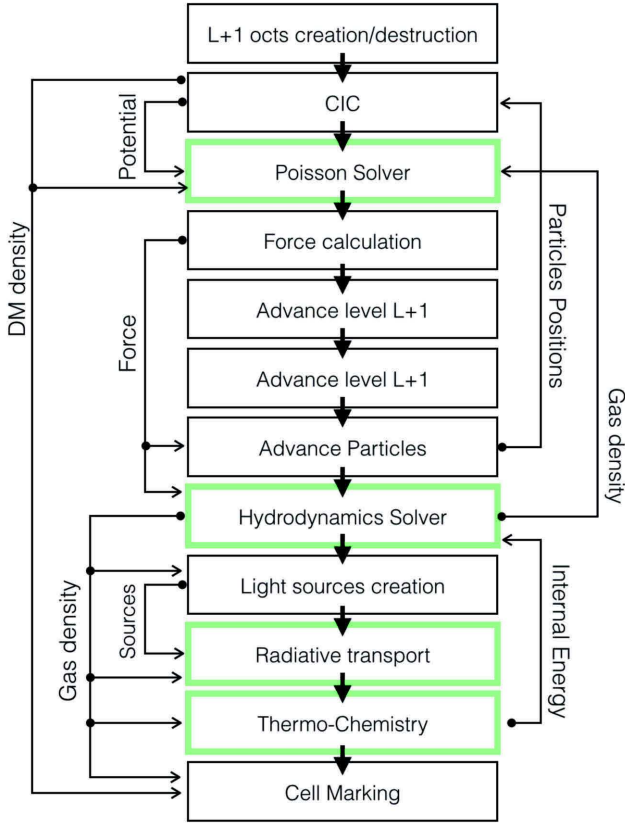 L+1 octs creation/destruction
CIC
Potential
Poisson Solver
DM density
Force calculation
Particles Positions
Advance level L+1
Force
Advance level L+1
Gas density
Advance Particles
Hydrodynamics Solver
Light sources creation
Sources
Gas density
Internal Energy
Radiative transport
Thermo-Chemistry
Cell Marking